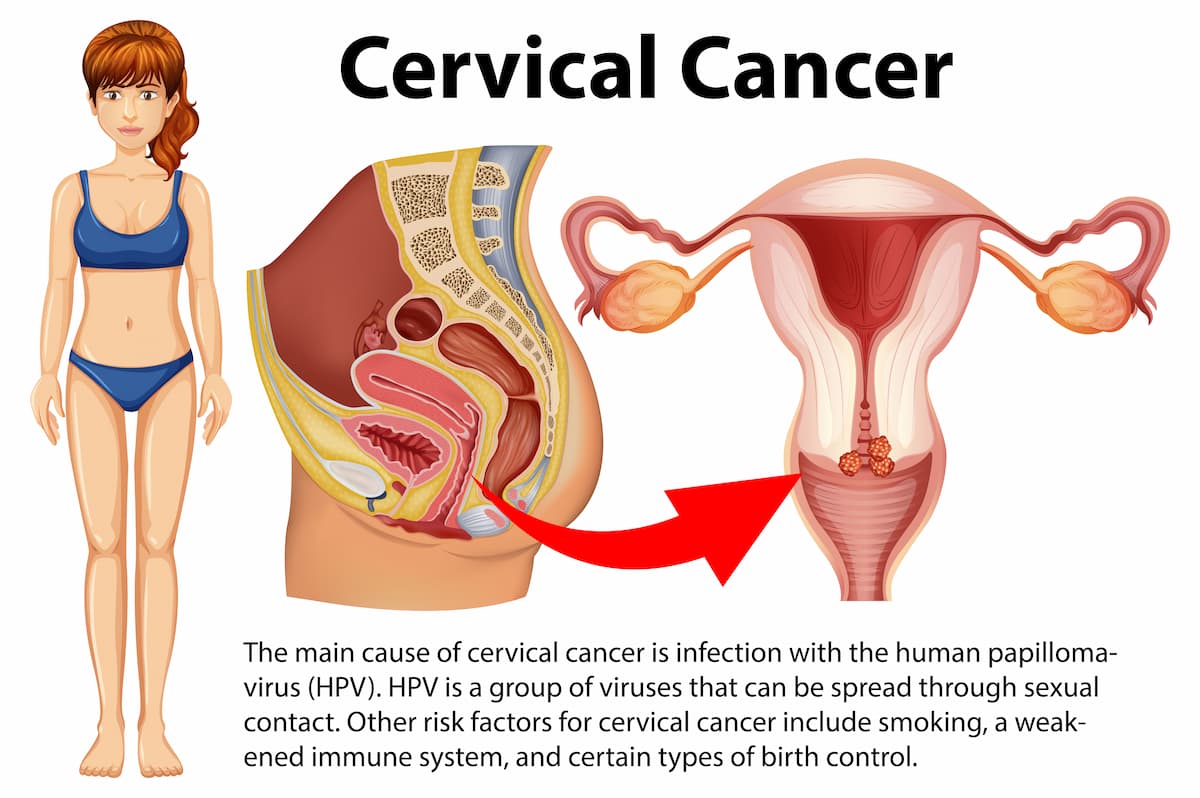 Cervical Cancer
The main cause of cervical cancer is infection with the human papilloma-
virus (HPV). HPV is a group of viruses that can be spread through sexual
contact. Other risk factors for cervical cancer include smoking, a weak-
ened immune system, and certain types of birth control.